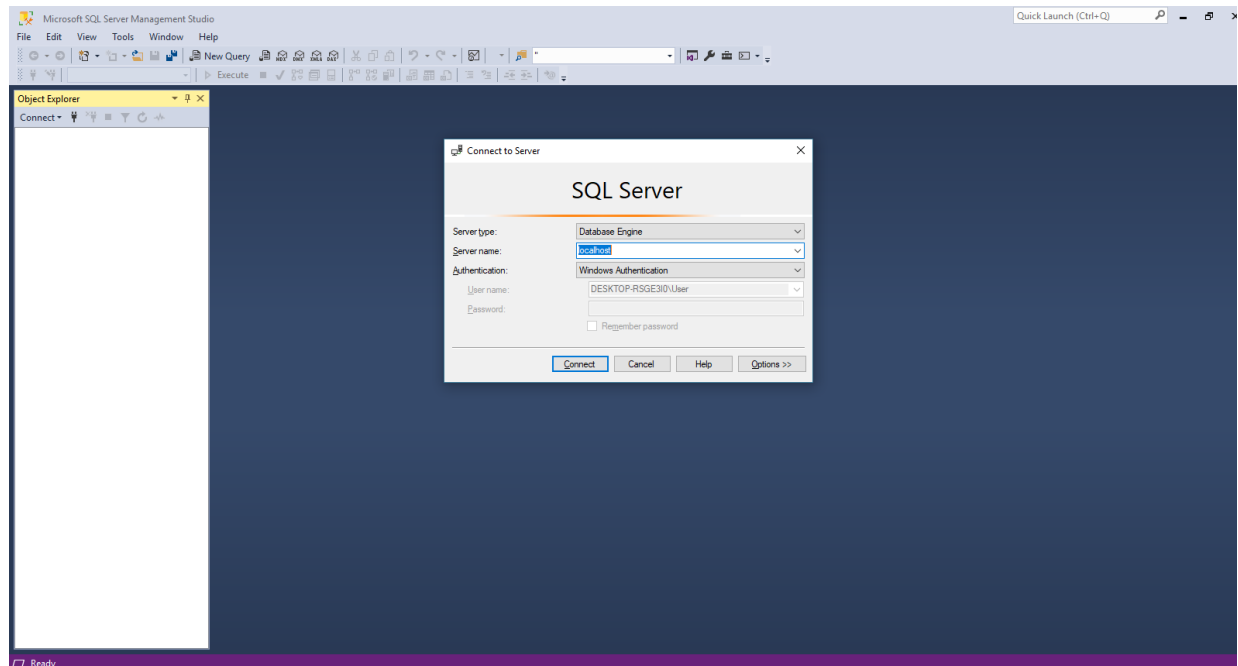 Microsoft SQL Server Management Studio
Quick Launch (Ctrl+Q)
File Edit View Tools Window Help
New Query
Execute
Object Explorer
Connect
Connect to Server
SQL Server
Server type: Database Engine
Server name: localhost
Authentication: Windows Authentication
User name: DESKTOP-RSGE3I0\User
Password:
Remember password
Connect Cancel Help Options >>
Ready